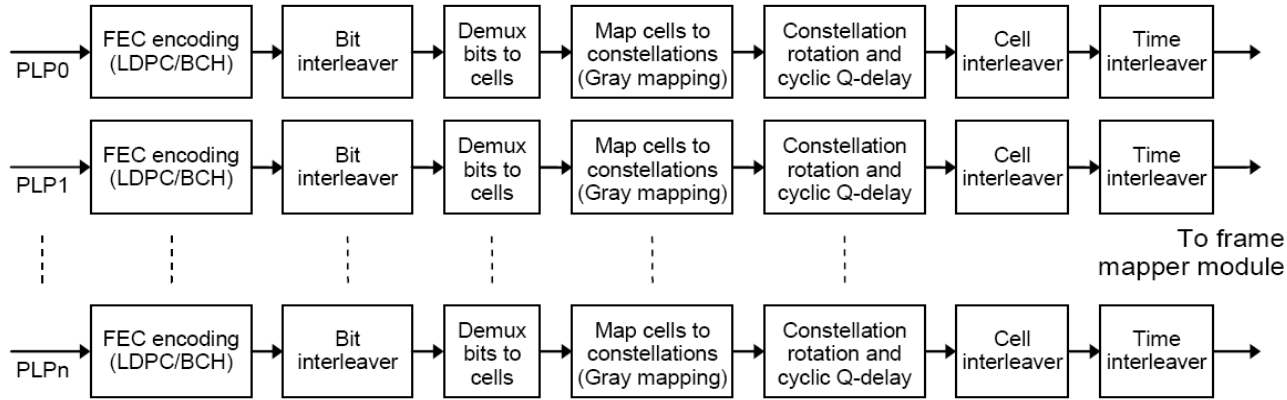 PLP0
FEC encoding
(LDPC/BCH)
Bit
interleaver
Demux
bits to
cells
Map cells to
constellations
(Gray mapping)
Constellation
rotation and
cyclic Q-delay
Cell
interleaver
Time
interleaver
PLP1
FEC encoding
(LDPC/BCH)
Bit
interleaver
Demux
bits to
cells
Map cells to
constellations
(Gray mapping)
Constellation
rotation and
cyclic Q-delay
Cell
interleaver
Time
interleaver
To frame
mapper module
PLPn
FEC encoding
(LDPC/BCH)
Bit
interleaver
Demux
bits to
cells
Map cells to
constellations
(Gray mapping)
Constellation
rotation and
cyclic Q-delay
Cell
interleaver
Time
interleaver